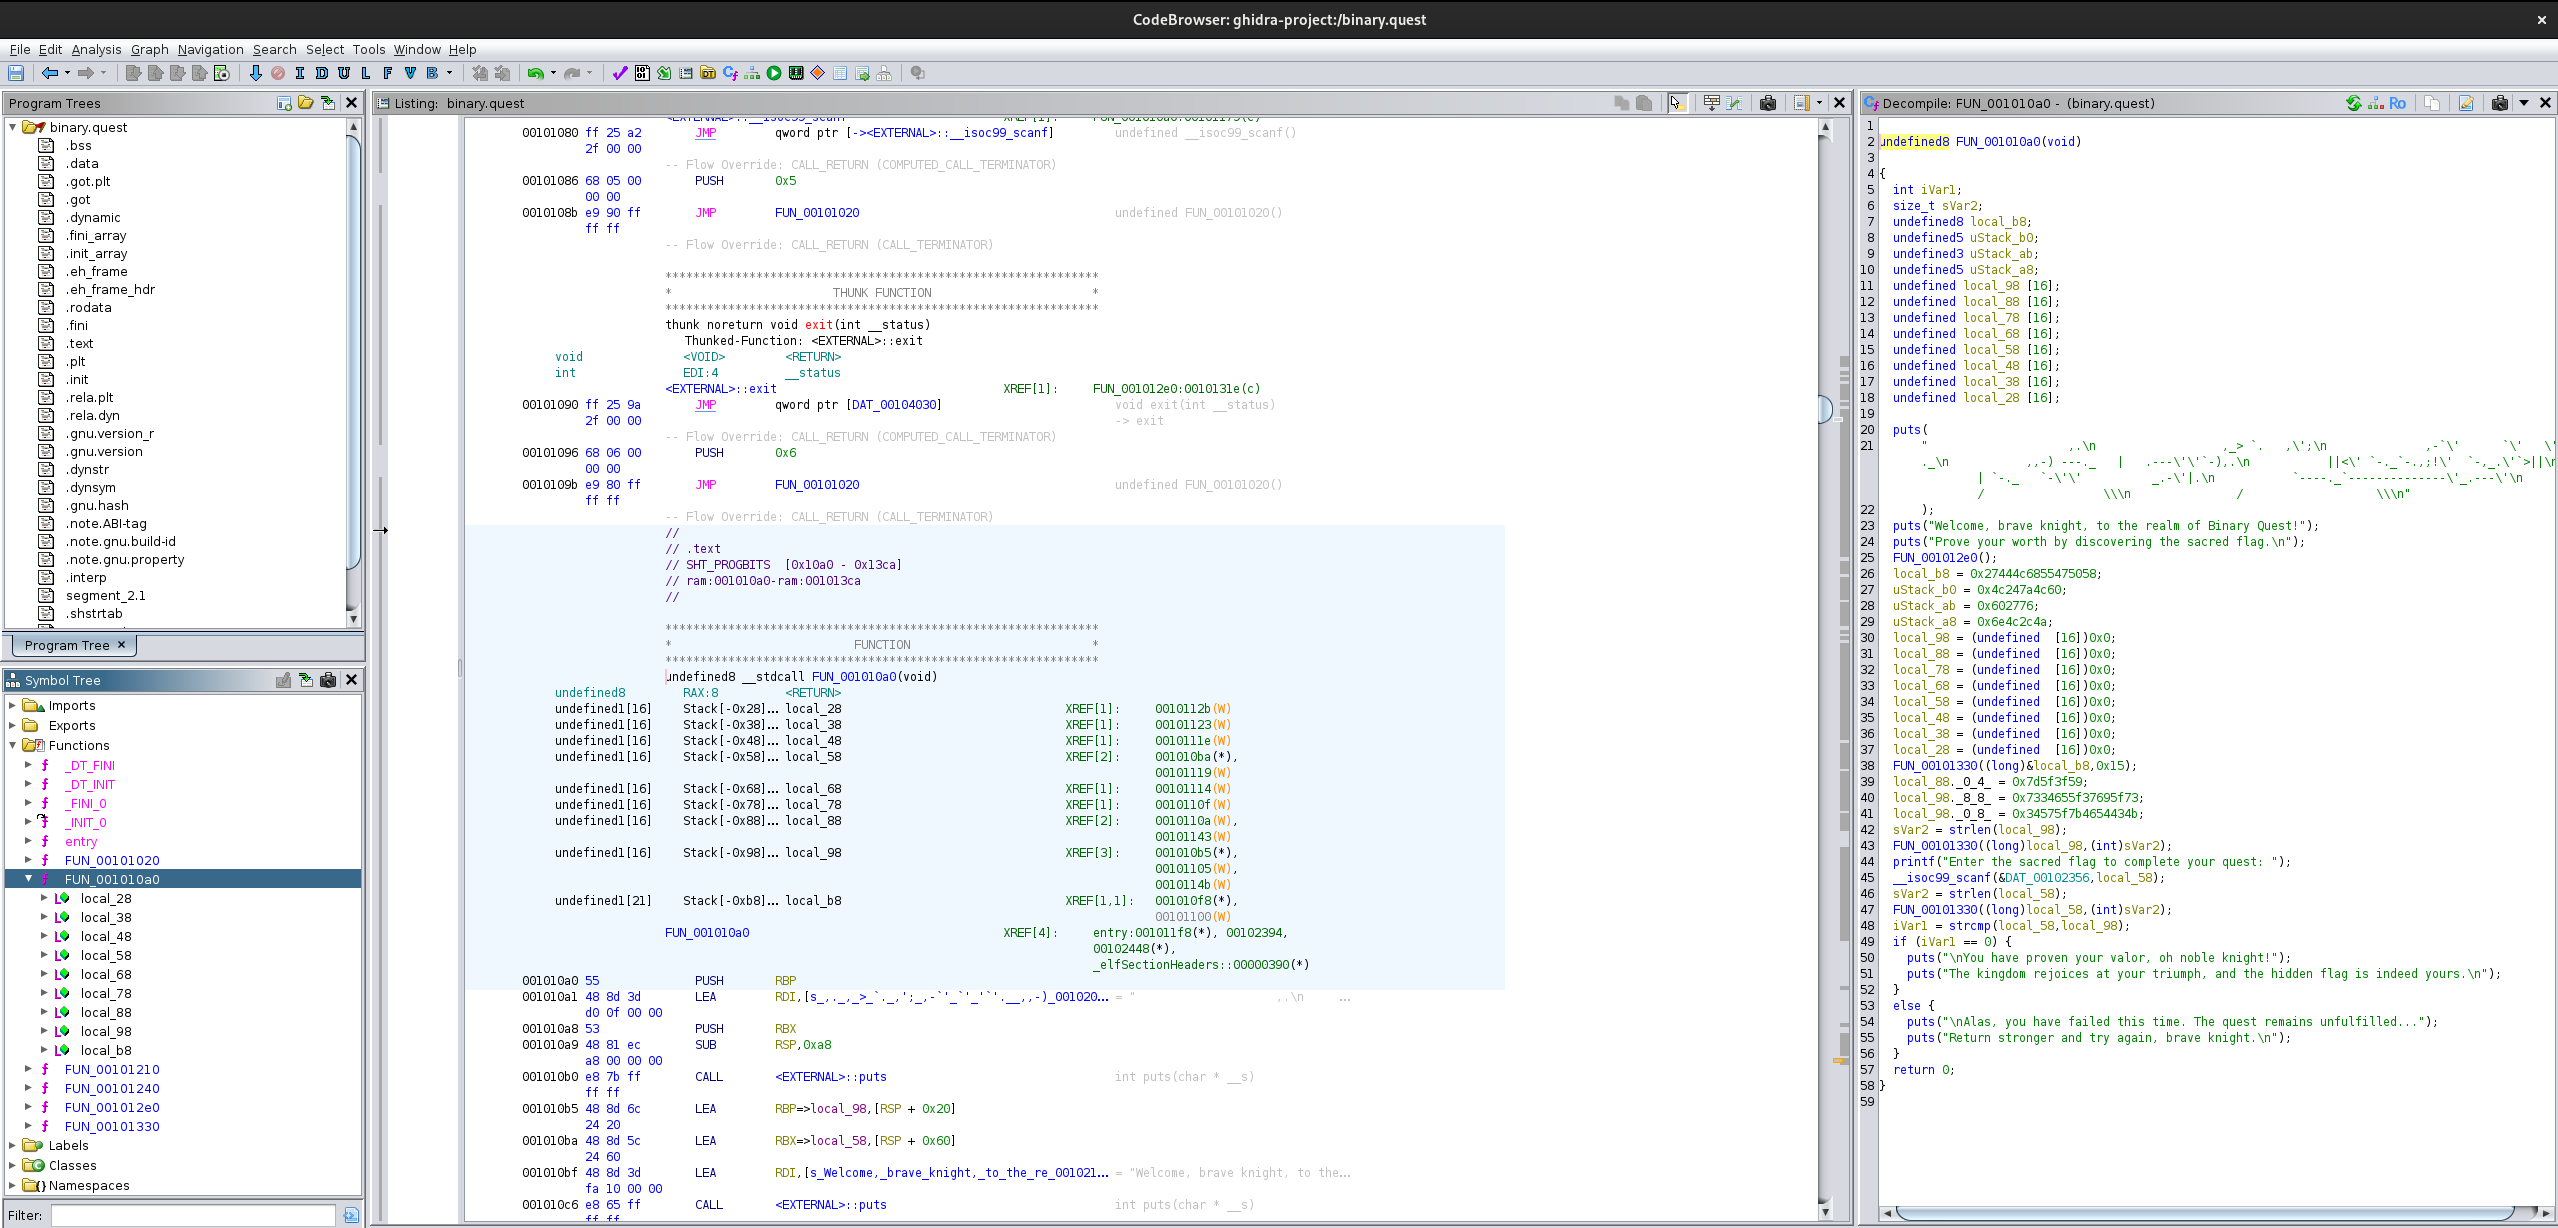 CodeBrowser: ghidra-project:/binary.quest
File Edit Analysis Graph Navigation Search Select Tools Window Help
I D U L F V B
Program Trees
binary.quest
.bss
.data
.got.plt
.got
.dynamic
.fini_array
.init_array
.eh_frame
.eh_frame_hdr
.rodata
.fini
.text
.plt
.init
.rela.plt
.rela.dyn
.gnu.version_r
.gnu.version
.dynstr
.dynsym
.gnu.hash
.note.ABI-tag
.note.gnu.build-id
.note.gnu.property
.interp
segment_2.1
.shstrtab
Program Tree
Symbol Tree
Imports
Exports
Functions
_DT_FINI
_DT_INIT
_FINI_0
_INIT_0
entry
FUN_00101020
FUN_001010a0
local_28
local_38
local_48
local_58
local_68
local_78
local_88
local_98
local_b8
FUN_00101210
FUN_00101240
FUN_001012e0
FUN_00101330
Labels
Classes
Namespaces
Filter:
Listing: binary.quest
00101080 ff 25 a2 JMP qword ptr [-><EXTERNAL>::__isoc99_scanf] undefined __isoc99_scanf()
2f 00 00
-- Flow Override: CALL_RETURN (COMPUTED_CALL_TERMINATOR)
00101086 68 05 00 PUSH 0x5
00 00
0010108b e9 90 ff JMP FUN_00101020 undefined FUN_00101020()
ff ff
-- Flow Override: CALL_RETURN (CALL_TERMINATOR)
**************************************************************
* THUNK FUNCTION *
**************************************************************
thunk noreturn void exit(int __status)
Thunked-Function: <EXTERNAL>::exit
void <VOID> <RETURN>
int EDI:4 __status
<EXTERNAL>::exit XREF[1]: FUN_001012e0:0010131e(c)
00101090 ff 25 9a JMP qword ptr [DAT_00104030] void exit(int __status)
2f 00 00 -> exit
-- Flow Override: CALL_RETURN (COMPUTED_CALL_TERMINATOR)
00101096 68 06 00 PUSH 0x6
00 00
0010109b e9 80 ff JMP FUN_00101020 undefined FUN_00101020()
ff ff
-- Flow Override: CALL_RETURN (CALL_TERMINATOR)
//
// .text
// SHT_PROGBITS [0x10a0 - 0x13ca]
// ram:001010a0-ram:001013ca
//
**************************************************************
* FUNCTION *
**************************************************************
undefined8 __stdcall FUN_001010a0(void)
undefined8 RAX:8 <RETURN>
undefined1[16] Stack[-0x28]... local_28 XREF[1]: 0010112b(W)
undefined1[16] Stack[-0x38]... local_38 XREF[1]: 00101123(W)
undefined1[16] Stack[-0x48]... local_48 XREF[1]: 0010111e(W)
undefined1[16] Stack[-0x58]... local_58 XREF[2]: 001010ba(*),
00101119(W)
undefined1[16] Stack[-0x68]... local_68 XREF[1]: 00101114(W)
undefined1[16] Stack[-0x78]... local_78 XREF[1]: 0010110f(W)
undefined1[16] Stack[-0x88]... local_88 XREF[2]: 0010110a(W),
00101143(W)
undefined1[16] Stack[-0x98]... local_98 XREF[3]: 001010b5(*),
00101105(W),
0010114b(W)
undefined1[21] Stack[-0xb8]... local_b8 XREF[1,1]: 001010f8(*),
00101100(W)
FUN_001010a0 XREF[4]: entry:001011f8(*), 00102394,
00102448(*),
_elfSectionHeaders::00000390(*)
001010a0 55 PUSH RBP
001010a1 48 8d 3d LEA RDI,[s_,._,_>_`._,';_,-`'_`'_'`'.__,,-)_001020... = " ,.\n ...
d0 0f 00 00
001010a8 53 PUSH RBX
001010a9 48 81 ec SUB RSP,0xa8
a8 00 00 00
001010b0 e8 7b ff CALL <EXTERNAL>::puts int puts(char * __s)
ff ff
001010b5 48 8d 6c LEA RBP=>local_98,[RSP + 0x20]
24 20
001010ba 48 8d 5c LEA RBX=>local_58,[RSP + 0x60]
24 60
001010bf 48 8d 3d LEA RDI,[s_Welcome,_brave_knight,_to_the_re_001021... = "Welcome, brave knight, to the...
fa 10 00 00
001010c6 e8 65 ff CALL <EXTERNAL>::puts int puts(char * __s)
Decompile: FUN_001010a0 - (binary.quest)
1
2 undefined8 FUN_001010a0(void)
3
4 {
5 int iVar1;
6 size_t sVar2;
7 undefined8 local_b8;
8 undefined5 uStack_b0;
9 undefined3 uStack_ab;
10 undefined5 uStack_a8;
11 undefined local_98 [16];
12 undefined local_88 [16];
13 undefined local_78 [16];
14 undefined local_68 [16];
15 undefined local_58 [16];
16 undefined local_48 [16];
17 undefined local_38 [16];
18 undefined local_28 [16];
19
20 puts(
21 " ,.\n ,_> `. ,\';\n ,-`\' `\' \'
._\n ,,-) ---._ | .---\'\'`-),.\n ||<\' `-._`-.,;!\' `-,_.\'`>||\n
| `-._ `-\'\' _.-\'|.\n `----._`--------------\'_.---\'\n
/ \\\n / \\\n"
22 );
23 puts("Welcome, brave knight, to the realm of Binary Quest!");
24 puts("Prove your worth by discovering the sacred flag.\n");
25 FUN_001012e0();
26 local_b8 = 0x27444c6855475058;
27 uStack_b0 = 0x4c247a4c60;
28 uStack_ab = 0x602776;
29 uStack_a8 = 0x6e4c2c4a;
30 local_98 = (undefined [16])0x0;
31 local_88 = (undefined [16])0x0;
32 local_78 = (undefined [16])0x0;
33 local_68 = (undefined [16])0x0;
34 local_58 = (undefined [16])0x0;
35 local_48 = (undefined [16])0x0;
36 local_38 = (undefined [16])0x0;
37 local_28 = (undefined [16])0x0;
38 FUN_00101330((long)&local_b8,0x15);
39 local_88._0_4_ = 0x7d5f3f59;
40 local_98._8_8_ = 0x7334655f37695f73;
41 local_98._0_8_ = 0x34575f7b4654434b;
42 sVar2 = strlen(local_98);
43 FUN_00101330((long)local_98,(int)sVar2);
44 printf("Enter the sacred flag to complete your quest: ");
45 __isoc99_scanf(&DAT_00102356,local_58);
46 sVar2 = strlen(local_58);
47 FUN_00101330((long)local_58,(int)sVar2);
48 iVar1 = strcmp(local_58,local_98);
49 if (iVar1 == 0) {
50 puts("\nYou have proven your valor, oh noble knight!");
51 puts("The kingdom rejoices at your triumph, and the hidden flag is indeed yours.\n");
52 }
53 else {
54 puts("\nAlas, you have failed this time. The quest remains unfulfilled...");
55 puts("Return stronger and try again, brave knight.\n");
56 }
57 return 0;
58 }
59